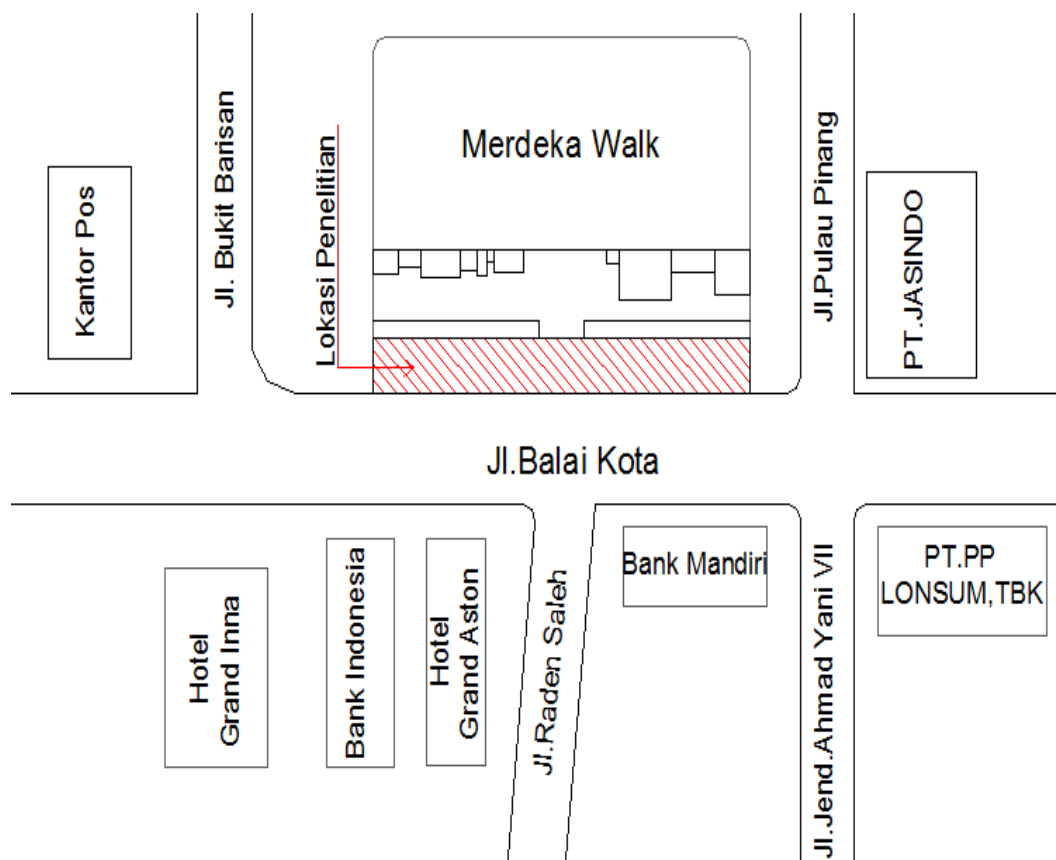 Merdeka Walk
Kantor Pos
Jl. Bukit Barisan
Lokasi Penelitian
Jl.Pulau Pinang
PT.JASINDO
Jl.Balai Kota
Hotel
Grand Inna
Bank Indonesia
Hotel
Grand Aston
Jl.Raden Saleh
Bank Mandiri
Jl.Jend.Ahmad Yani VII
PT.PP
LONSUM,TBK